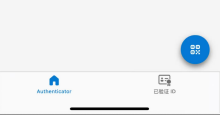 Authenticator
已验证 ID